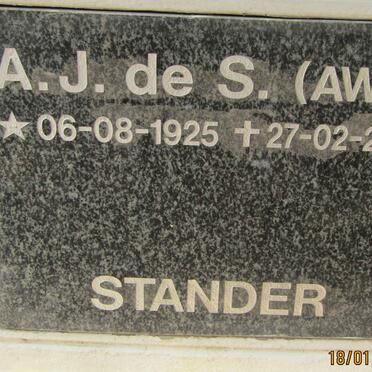 A.J. de S. (AW
★ 06-08-1925 ✝ 27-02-2
STANDER
18/01